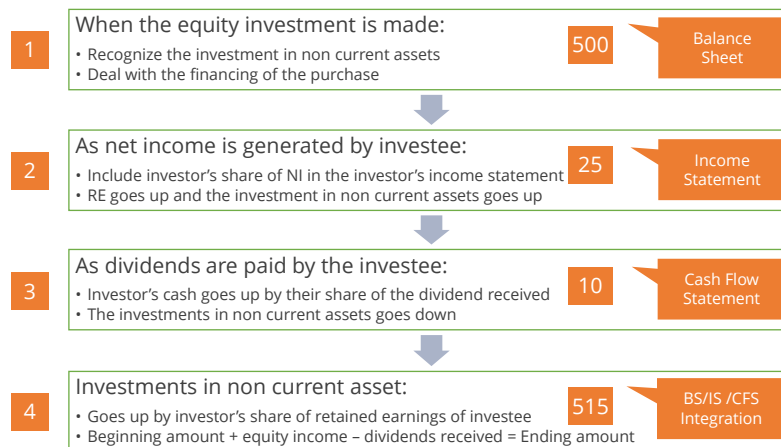 1
When the equity investment is made:
• Recognize the investment in non current assets
• Deal with the financing of the purchase
500
Balance
Sheet
2
As net income is generated by investee:
• Include investor's share of NI in the investor's income statement
• RE goes up and the investment in non current assets goes up
25
Income
Statement
3
As dividends are paid by the investee:
• Investor's cash goes up by their share of the dividend received
• The investments in non current assets goes down
10
Cash Flow
Statement
4
Investments in non current asset:
• Goes up by investor's share of retained earnings of investee
• Beginning amount + equity income – dividends received = Ending amount
515
BS/IS /CFS
Integration